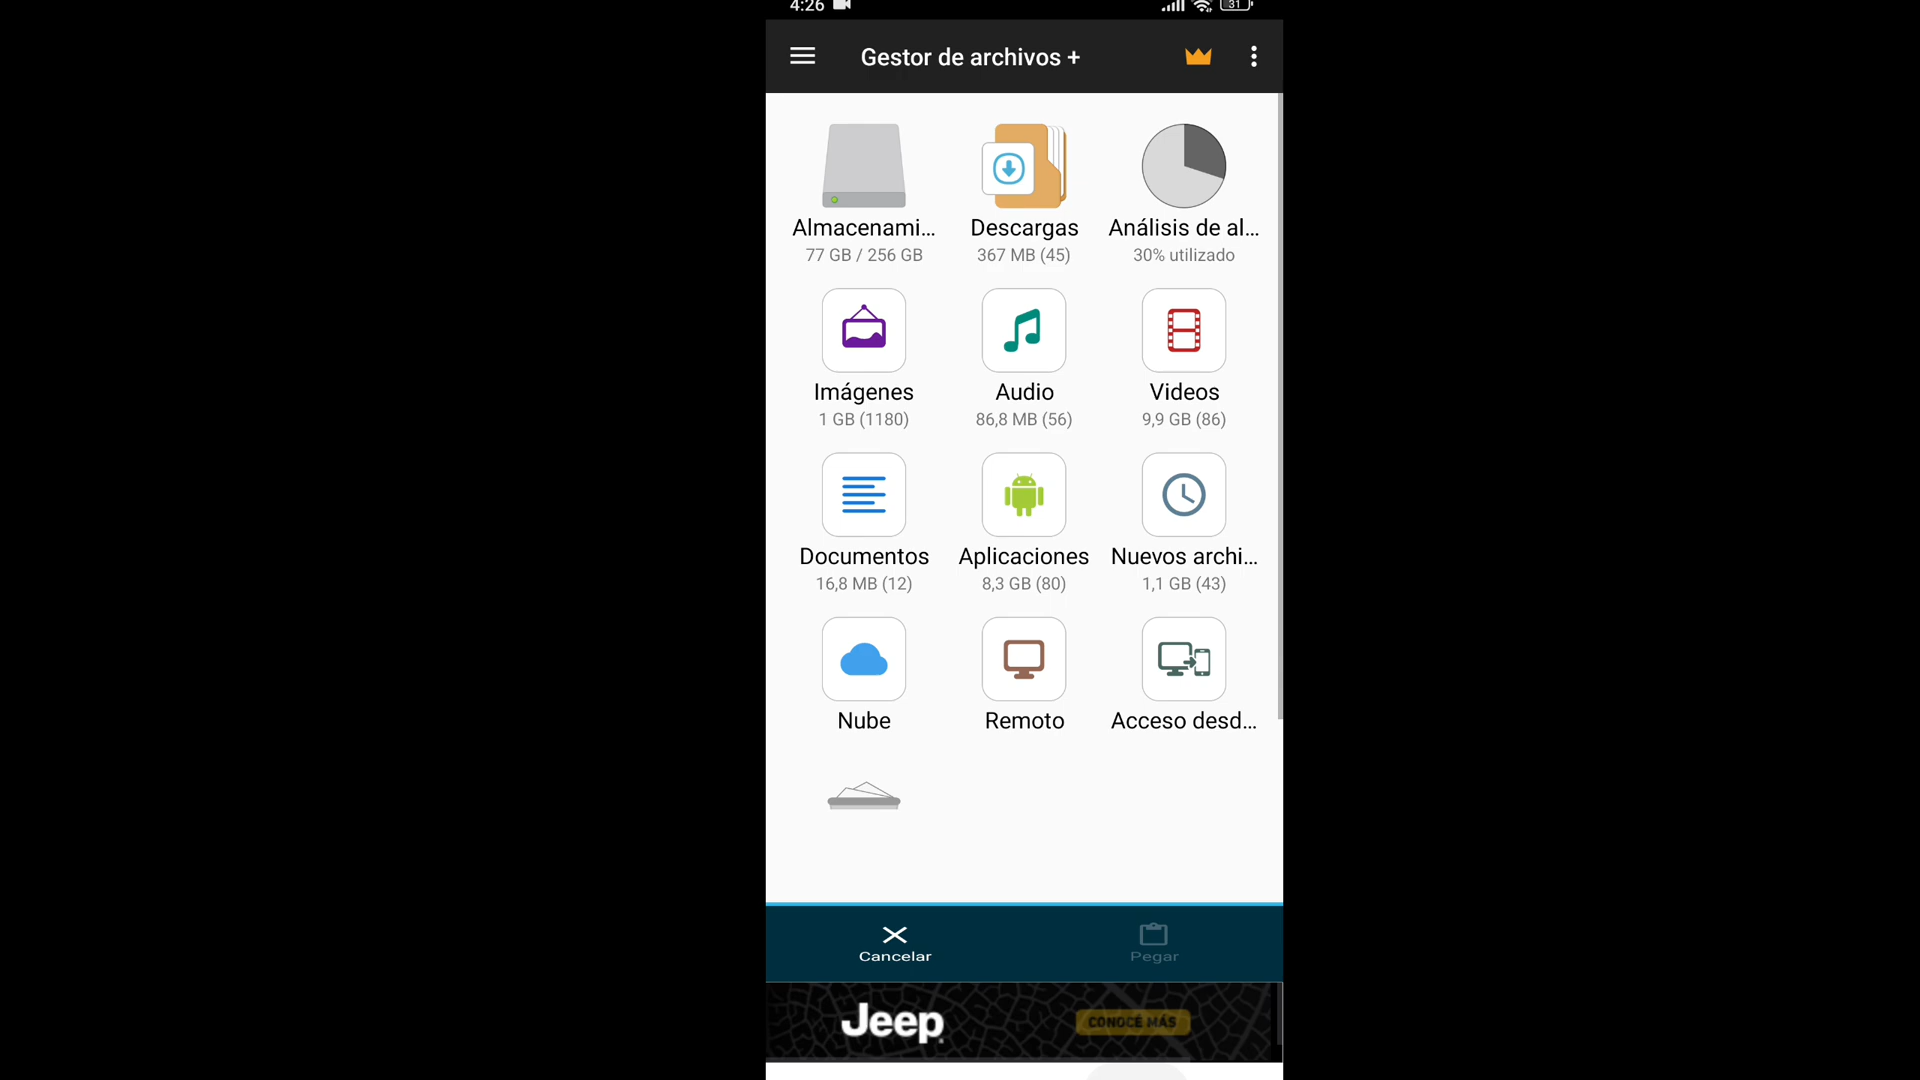 4:26 31
Gestor de archivos +
Almacenami... Descargas Análisis de al...
77 GB / 256 GB 367 MB (45) 30% utilizado
Imágenes Audio Videos
1 GB (1180) 86,8 MB (56) 9,9 GB (86)
Documentos Aplicaciones Nuevos archi...
16,8 MB (12) 8,3 GB (80) 1,1 GB (43)
Nube Remoto Acceso desd...
Cancelar Pegar
Jeep CONOCÉ MÁS